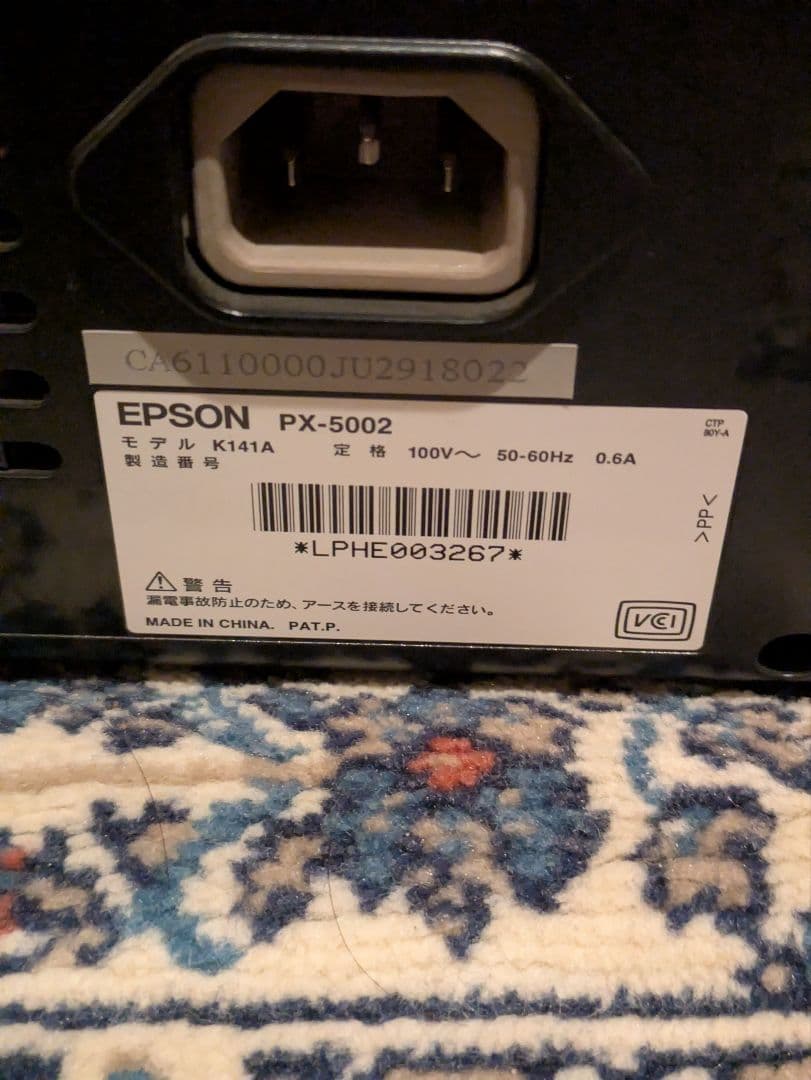 CA6110000JU2918022
EPSON PX-5002
CTP
80Y-A
モデル K141A 定格 100V～ 50-60Hz 0.6A
製造番号
*LPHE003267*
>PP<
⚠警告
漏電事故防止のため、アースを接続してください。
MADE IN CHINA. PAT.P.
VCCI